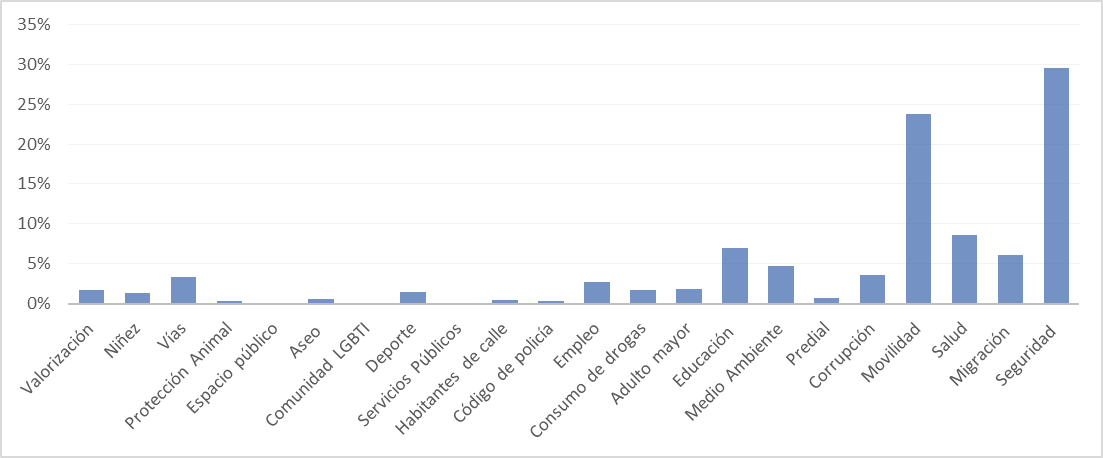 35%
30%
25%
20%
15%
10%
5%
0%
Valorización
Niñez
Vías
Protección Animal
Espacio público
Aseo
Comunidad LGBTI
Deporte
Servicios Públicos
Habitantes de calle
Código de policía
Empleo
Consumo de drogas
Adulto mayor
Educación
Medio Ambiente
Predial
Corrupción
Movilidad
Salud
Migración
Seguridad